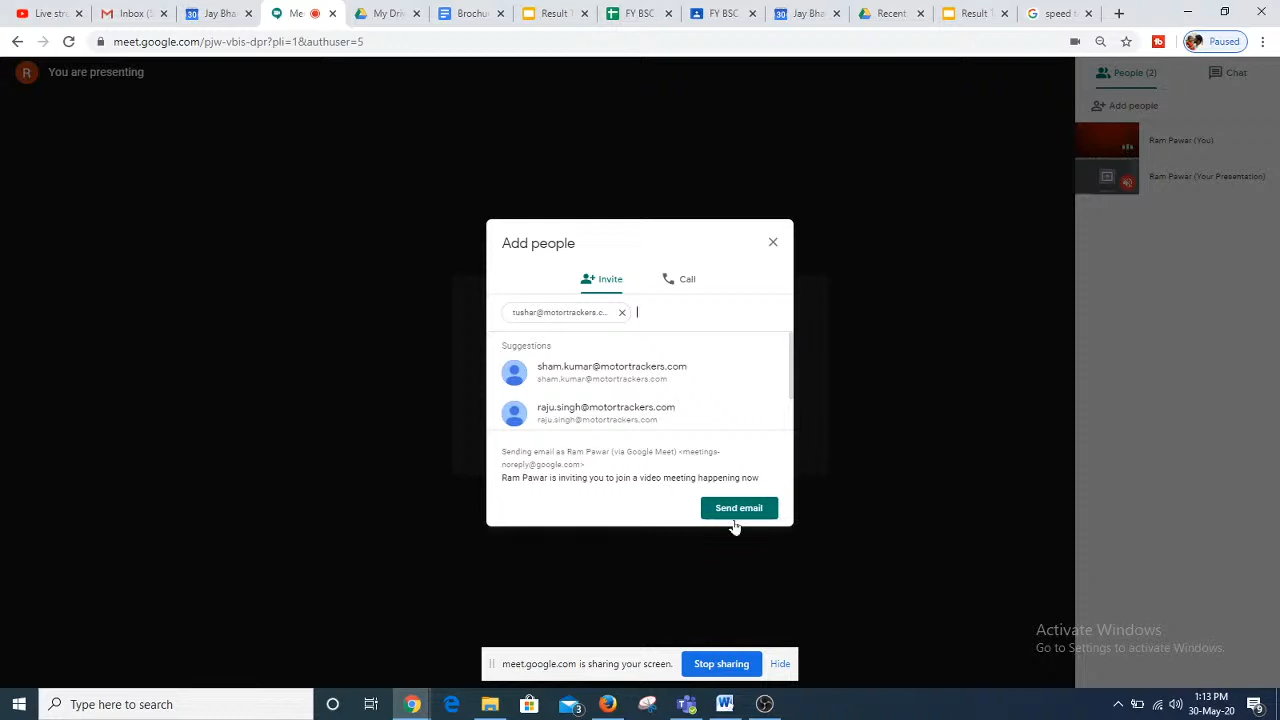 Live stre
Inbox (3
30 Jay Bha
Me
My Dri
Brochu
Result T
FY BSC
FY BSC
30 Jay Bha
Recent
Result T
speed t
meet.google.com/pjw-vbis-dpr?pli=1&authuser=5
Paused
R You are presenting
People (2)
Chat
Add people
Ram Pawar (You)
Ram Pawar (Your Presentation)
Add people
Invite
Call
tushar@motortrackers.c...
Suggestions
sham.kumar@motortrackers.com
sham.kumar@motortrackers.com
raju.singh@motortrackers.com
raju.singh@motortrackers.com
Sending email as Ram Pawar (via Google Meet) <meetings-
noreply@google.com>
Ram Pawar is inviting you to join a video meeting happening now
Send email
Activate Windows
Go to Settings to activate Windows.
meet.google.com is sharing your screen.
Stop sharing
Hide
Type here to search
3
1:13 PM
30-May-20